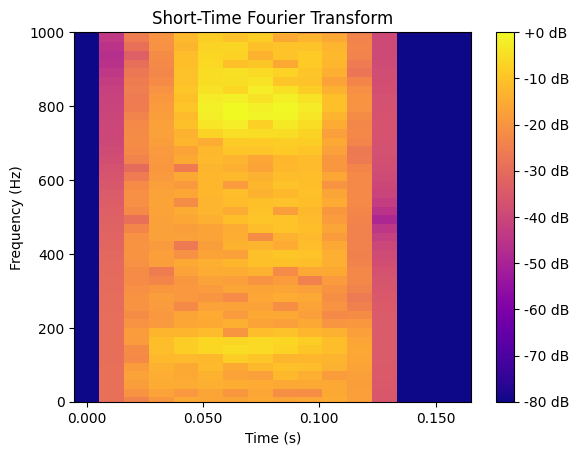 Short-Time Fourier Transform
Frequency (Hz)
1000
800
600
400
200
0
0.000
0.050
0.100
0.150
Time (s)
+0 dB
-10 dB
-20 dB
-30 dB
-40 dB
-50 dB
-60 dB
-70 dB
-80 dB